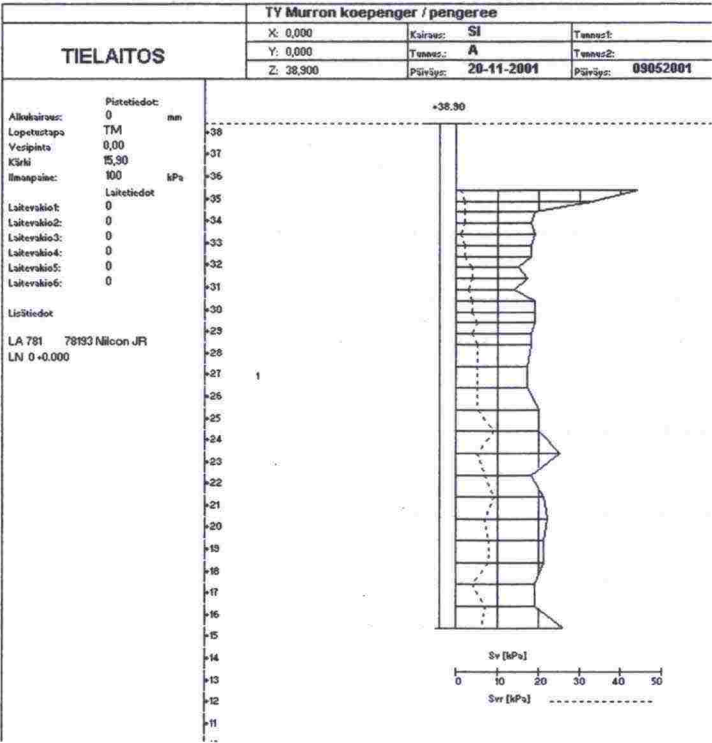 TY Murron koepenger / pengeree
TIELAITOS
X: 0,000 Kairaus: SI Tunnus1:
Y: 0,000 Tunnus.: A Tunnus2:
Z: 38,900 Päiväys: 20-11-2001 Päiväys: 09052001
Pistetiedot:
Alkukairaus: 0 mm
Lopetustapa TM
Vesipinta 0,00
Kärki 15,90
Ilmanpaine: 100 kPa
Laitetiedot
Laitevakio1: 0
Laitevakio2: 0
Laitevakio3: 0
Laitevakio4: 0
Laitevakio5: 0
Laitevakio6: 0
Lisätiedot
LA 781 78193 Nilcon JR
LN 0+0.000
+38.90
+38
+37
+36
+35
+34
+33
+32
+31
+30
+29
+28
+27 1
+26
+25
+24
+23
+22
+21
+20
+19
+18
+17
+16
+15
+14
+13
+12
+11
Sv [kPa]
0 10 20 30 40 50
Svr [kPa]